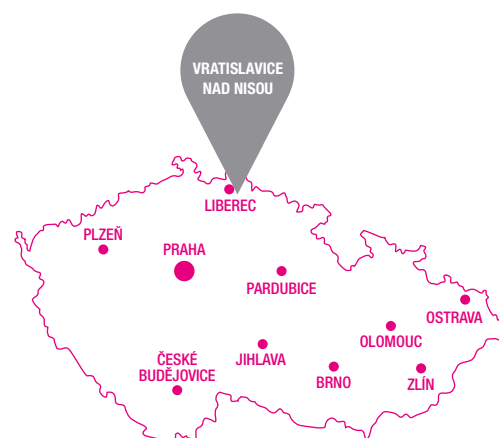 VRATISLAVICE
NAD NISOU
LIBEREC
PLZEŇ
PRAHA
PARDUBICE
OSTRAVA
OLOMOUC
JIHLAVA
ČESKÉ
BUDĚJOVICE
BRNO
ZLÍN